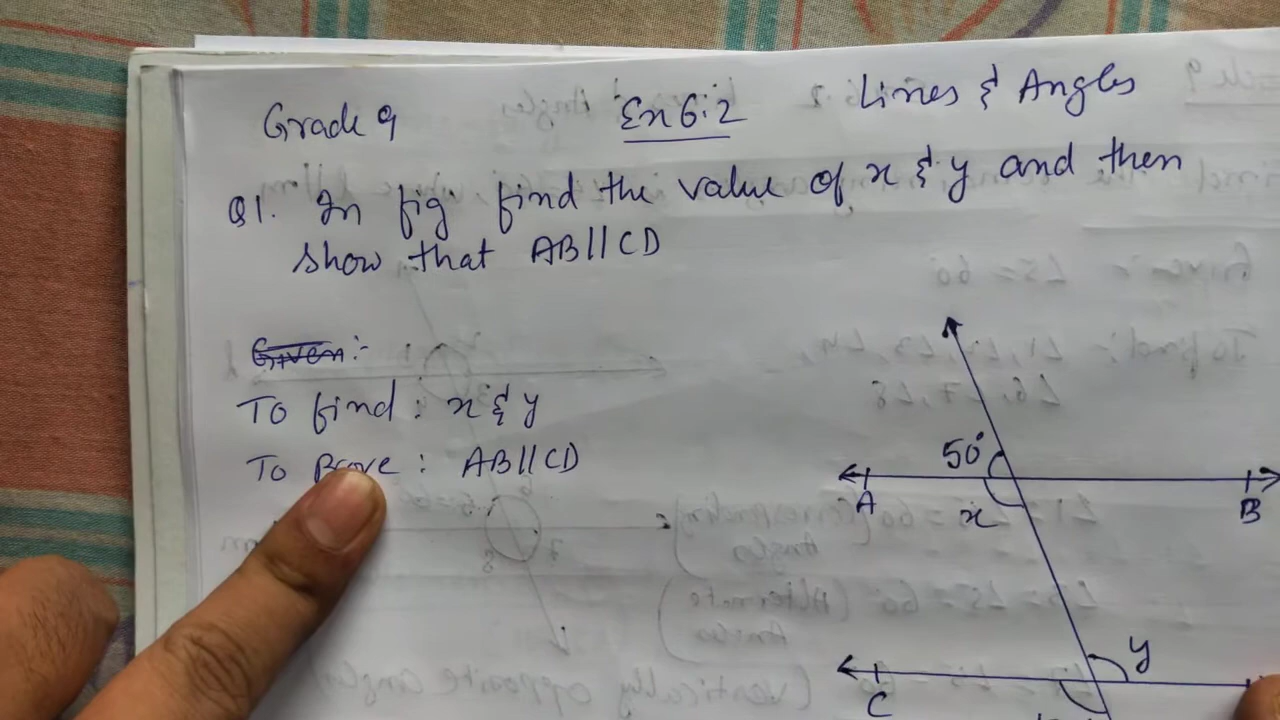 Grade 9 Ex 6.2 Lines & Angles
Q1. In fig find the value of x & y and then
show that AB||CD
Given:-
To find : x & y
To Prove : AB||CD
50°
A
B
x
y
C